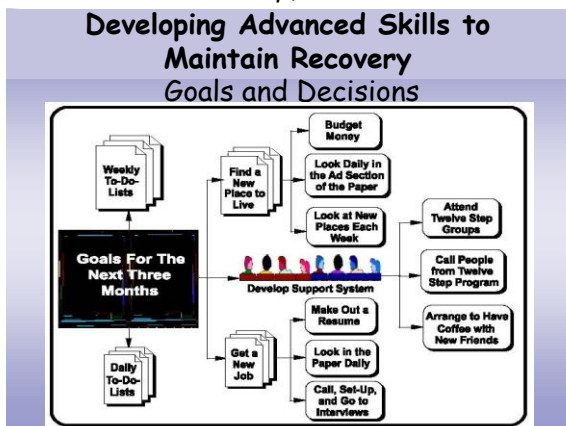 Developing Advanced Skills to
Maintain Recovery
Goals and Decisions
Weekly
To-Do-
Lists
Goals For The
Next Three
Months
Daily
To-Do-
Lists
Find a
New
Place to
Live
Budget
Money
Look Daily in
the Ad Section
of the Paper
Look at New
Places Each
Week
Develop Support System
Attend
Twelve Step
Groups
Call People
from Twelve
Step Program
Arrange to Have
Coffee with
New Friends
Get a
New
Job
Make Out a
Resume
Look in the
Paper Daily
Call, Set-Up,
and Go to
Interviews